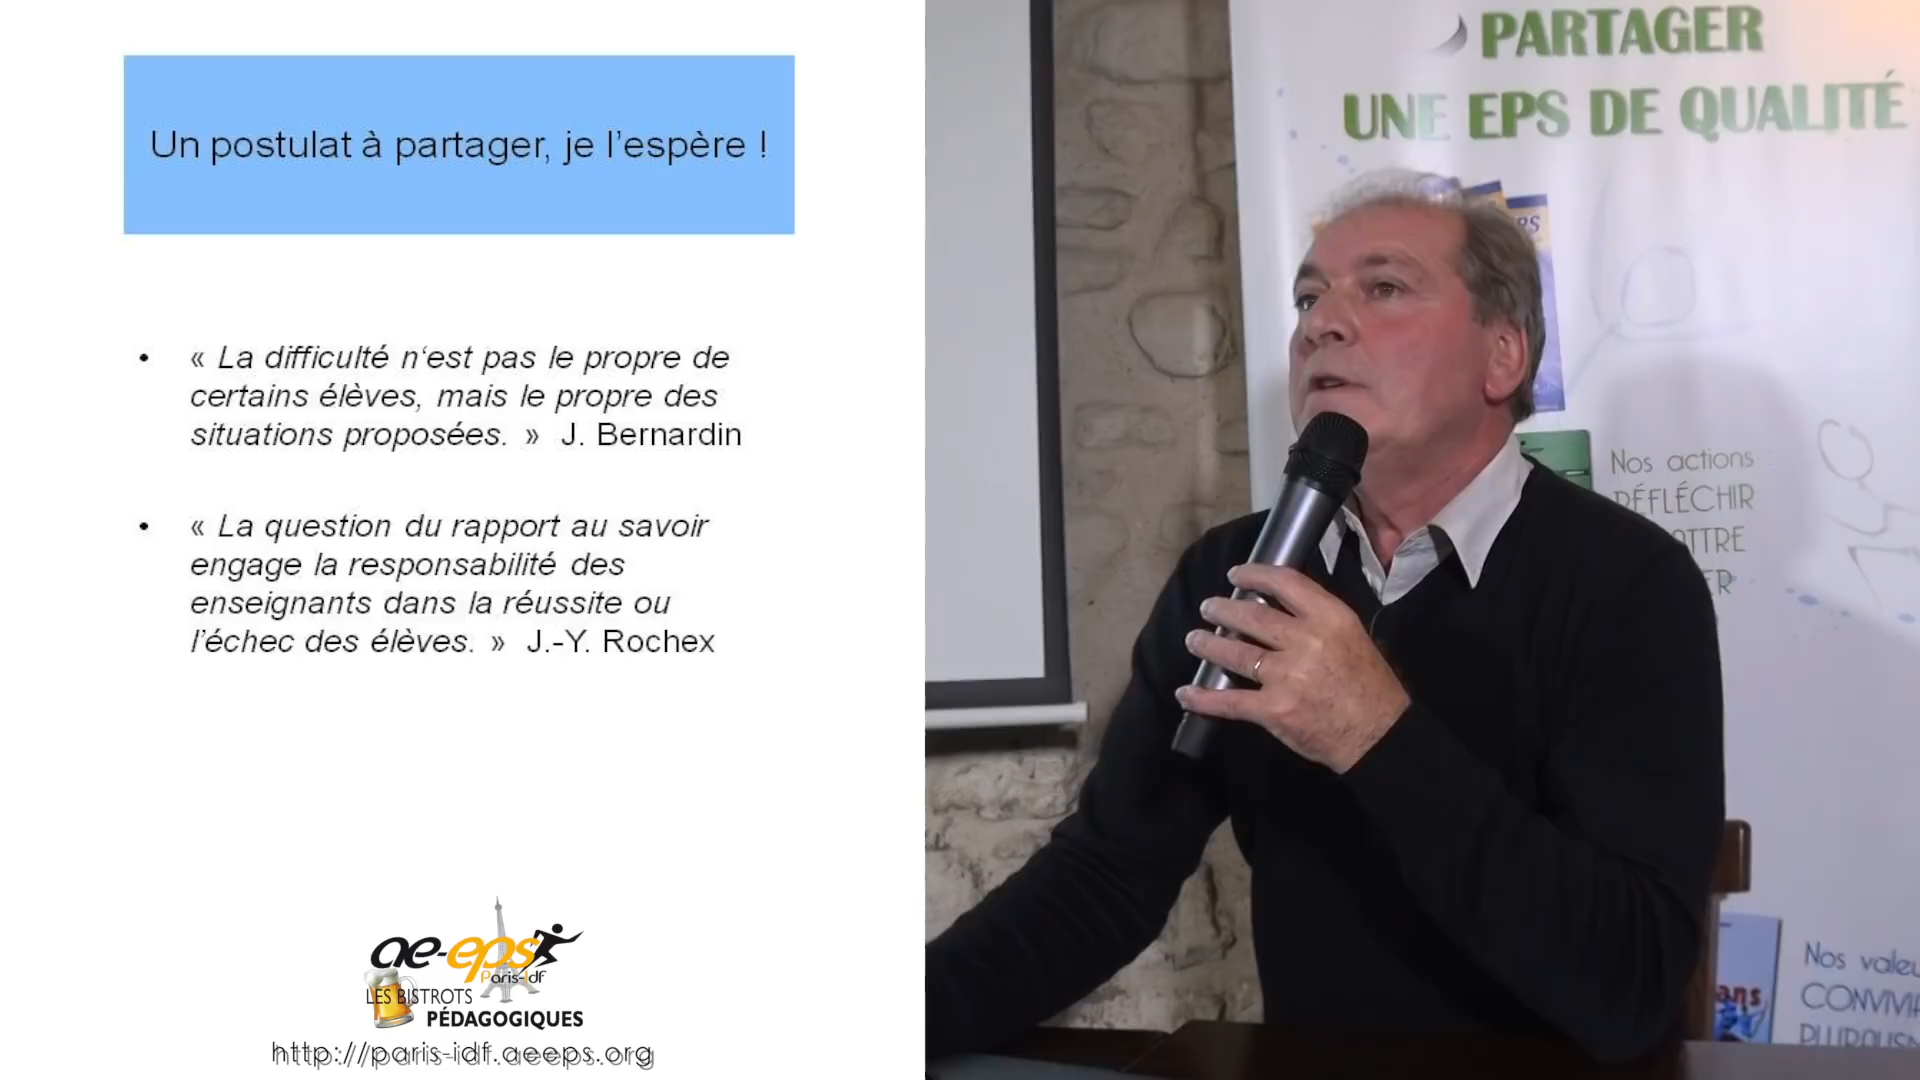 Un postulat à partager, je l'espère !
• « La difficulté n'est pas le propre de
certains élèves, mais le propre des
situations proposées. » J. Bernardin
• « La question du rapport au savoir
engage la responsabilité des
enseignants dans la réussite ou
l'échec des élèves. » J.-Y. Rochex
ae-eps
Paris-idf
LES BISTROTS
PÉDAGOGIQUES
http://paris-idf.aeeps.org
PARTAGER
UNE EPS DE QUALITÉ
Nos actions
RÉFLÉCHIR